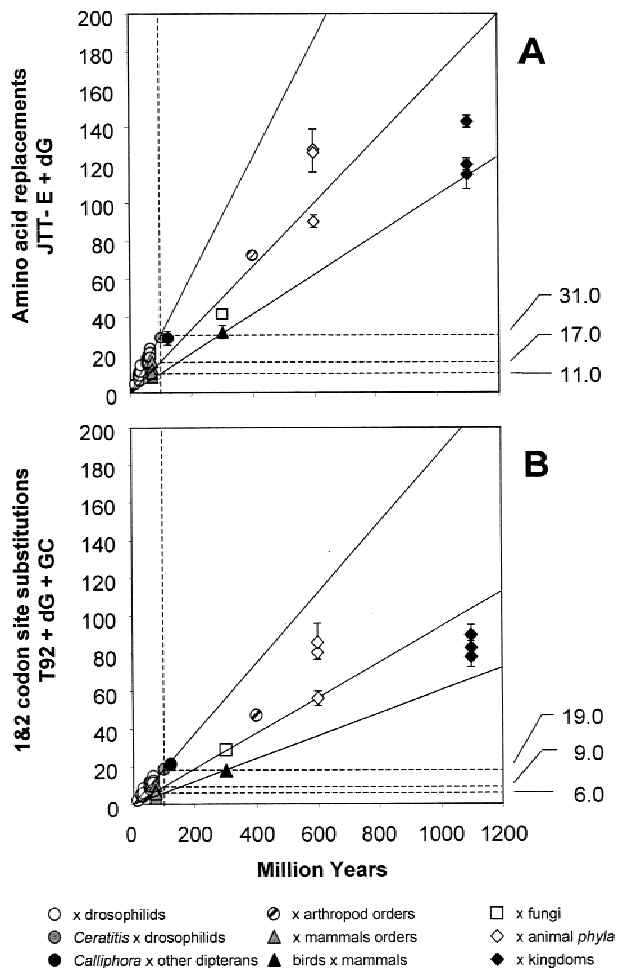 200
180
160
140
120
100
80
60
40
20
0
Amino acid replacements
JTT- E + dG
A
31.0
17.0
11.0
200
180
160
140
120
100
80
60
40
20
0
1&2 codon site substitutions
T92 + dG + GC
B
19.0
9.0
6.0
0 200 400 600 800 1000 1200
Million Years
x drosophilids x arthropod orders x fungi
Ceratitis x drosophilids x mammals orders x animal phyla
Calliphora x other dipterans birds x mammals x kingdoms